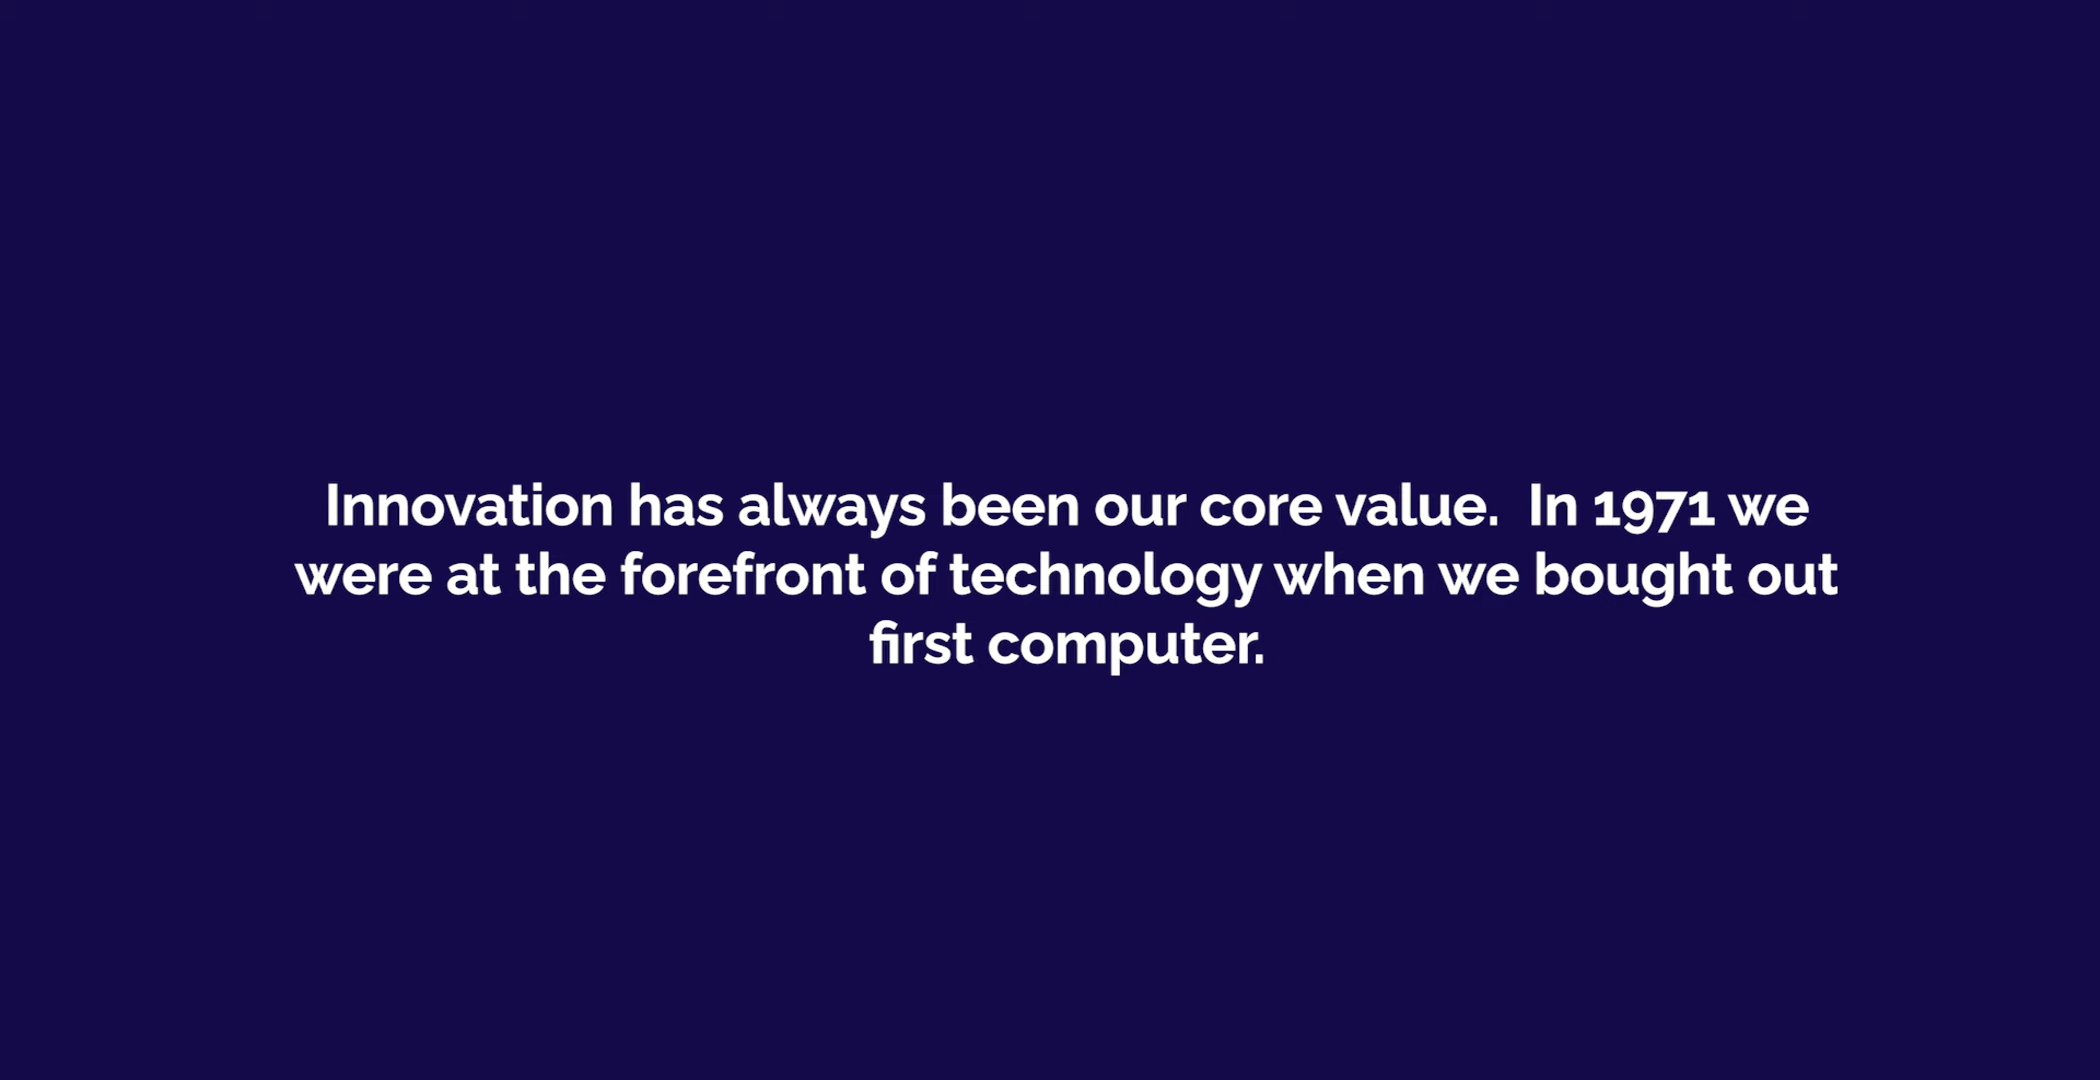 Innovation has always been our core value.  In 1971 we
were at the forefront of technology when we bought out
first computer.